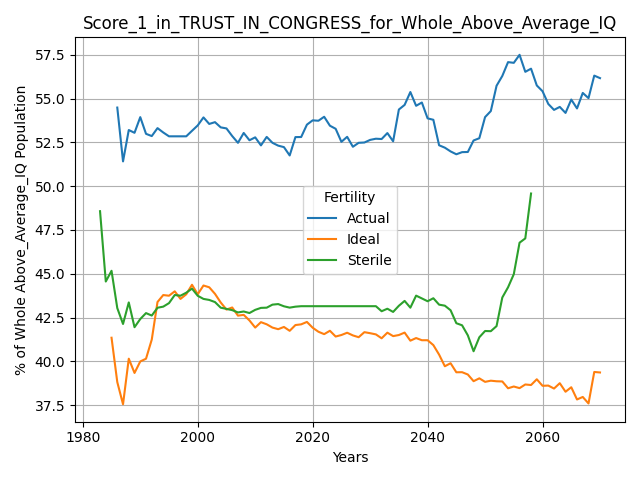 Score_1_in_TRUST_IN_CONGRESS_for_Whole_Above_Average_IQ
% of Whole Above_Average_IQ Population
57.5
55.0
52.5
50.0
47.5
45.0
42.5
40.0
37.5
Fertility
Actual
Ideal
Sterile
1980
2000
2020
2040
2060
Years